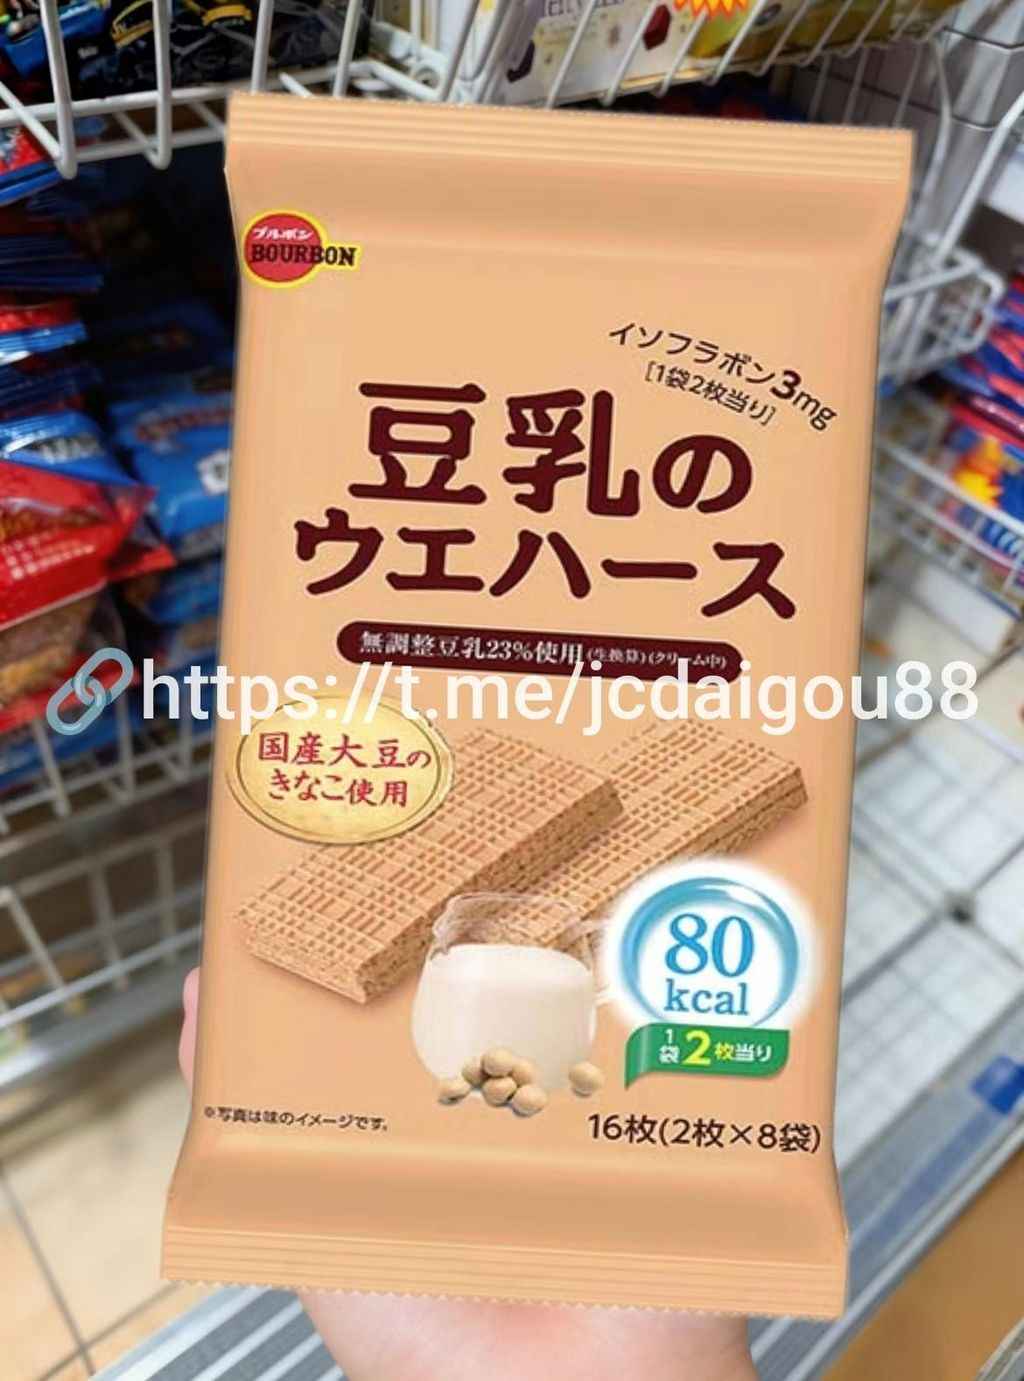 ブルボン
BOURBON
イソフラボン3mg
[1袋2枚当り]
豆乳の
ウエハース
無調整豆乳23%使用(生換算)(クリーム中)
🔗https://t.me/jcdaigou88
国産大豆の
きなこ使用
80
kcal
1袋2枚当り
※写真は味のイメージです。
16枚(2枚×8袋)